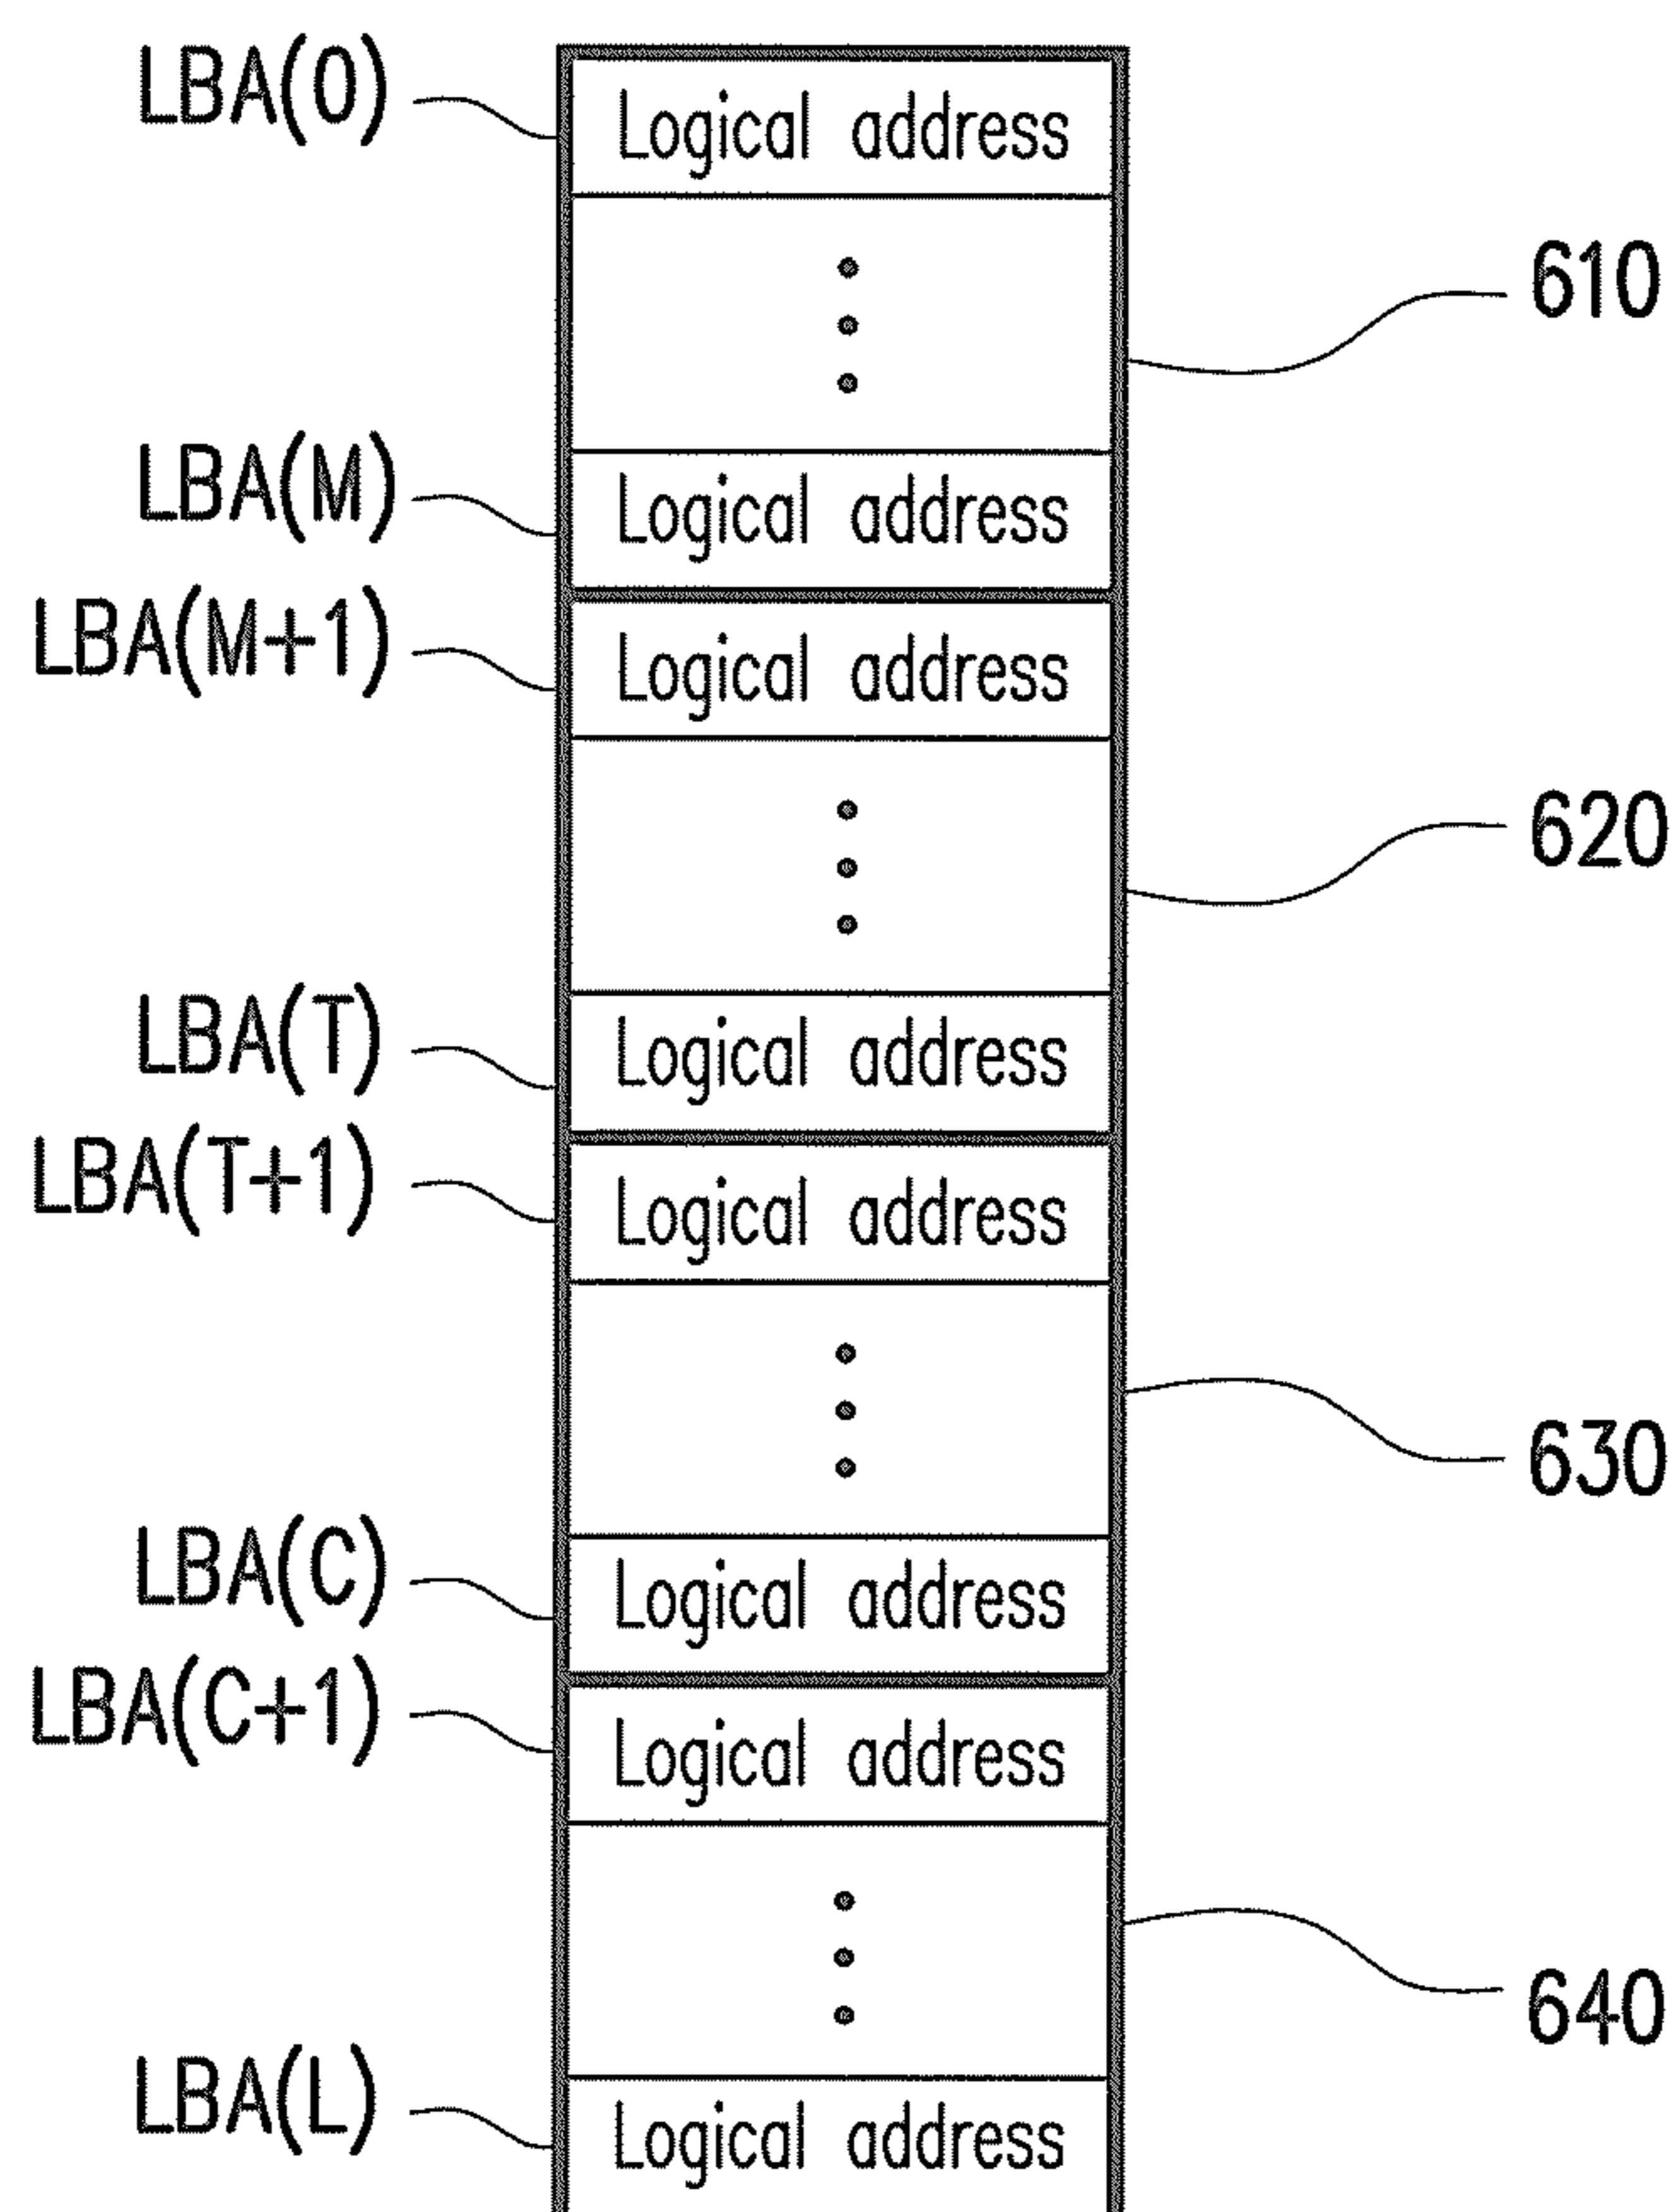 LBA(0) Logical address
610
LBA(M) Logical address
LBA(M+1) Logical address
620
LBA(T) Logical address
LBA(T+1) Logical address
630
LBA(C) Logical address
LBA(C+1) Logical address
640
LBA(L) Logical address